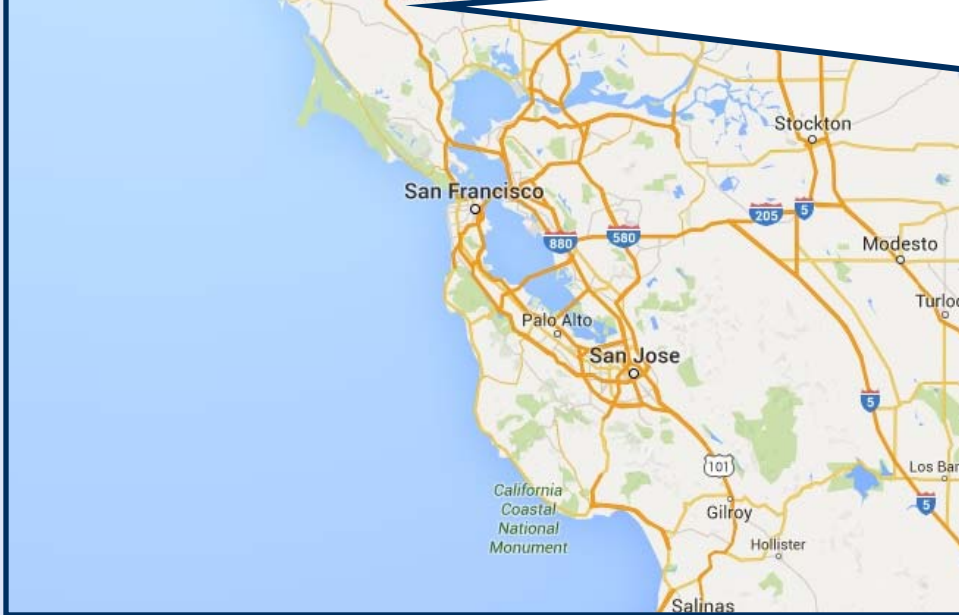 Stockton
San Francisco
205
5
880
580
Modesto
Turloc
Palo Alto
San Jose
5
101
Los Ban
5
California
Coastal
National
Monument
Gilroy
Hollister
Salinas